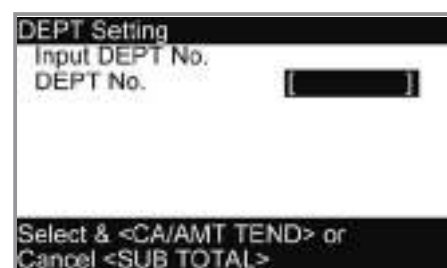 DEPT Setting
Input DEPT No.
DEPT No. [ ]
Select & <CA/AMT TEND> or
Cancel <SUB TOTAL>